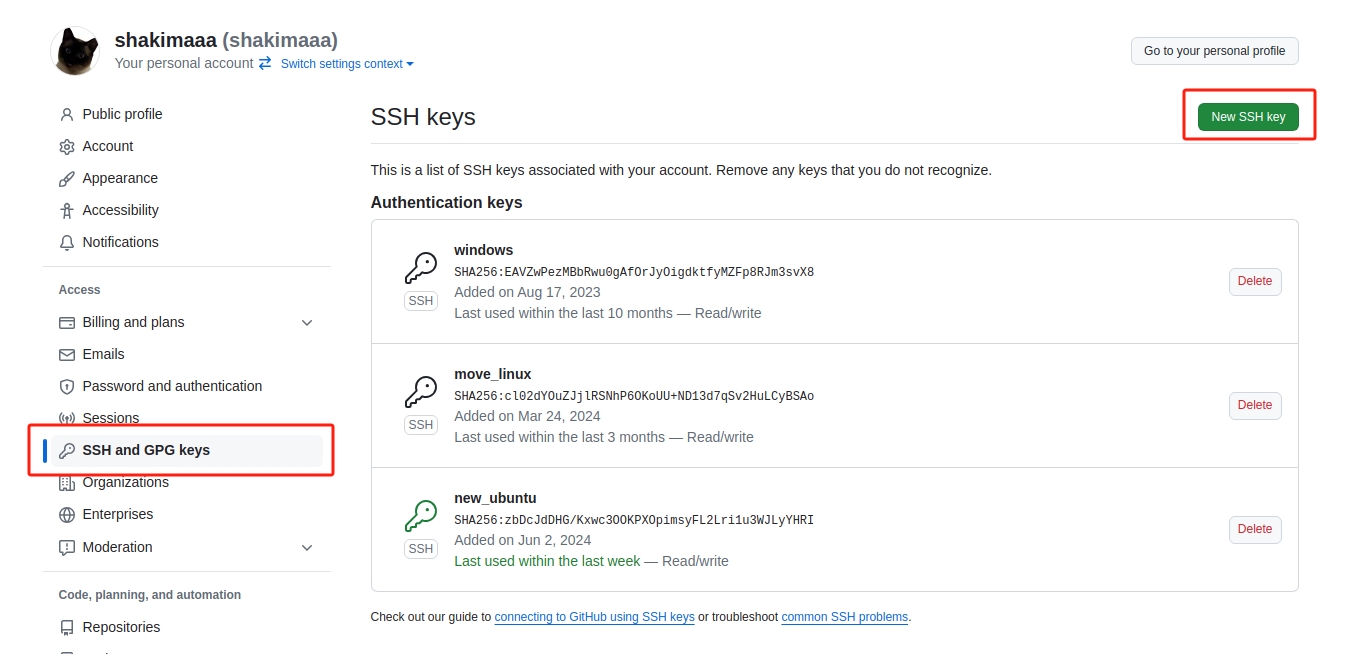 shakimaaa (shakimaaa)
Your personal account Switch settings context
Go to your personal profile
Public profile
Account
Appearance
Accessibility
Notifications
Access
Billing and plans
Emails
Password and authentication
Sessions
SSH and GPG keys
Organizations
Enterprises
Moderation
Code, planning, and automation
Repositories
SSH keys
New SSH key
This is a list of SSH keys associated with your account. Remove any keys that you do not recognize.
Authentication keys
windows
SHA256:EAVZwPezMBbRwu0gAfOrJyOigdktfyMZFp8RJm3svX8
Added on Aug 17, 2023
Last used within the last 10 months — Read/write
SSH
Delete
move_linux
SHA256:cl02dYOuZJjlRSNhP6OKoUU+ND13d7qSv2HuLCyBSAo
Added on Mar 24, 2024
Last used within the last 3 months — Read/write
SSH
Delete
new_ubuntu
SHA256:zbDcJdDHG/Kxwc3OOKPXOpimsyFL2Lri1u3WJLyYHRI
Added on Jun 2, 2024
Last used within the last week — Read/write
SSH
Delete
Check out our guide to connecting to GitHub using SSH keys or troubleshoot common SSH problems.